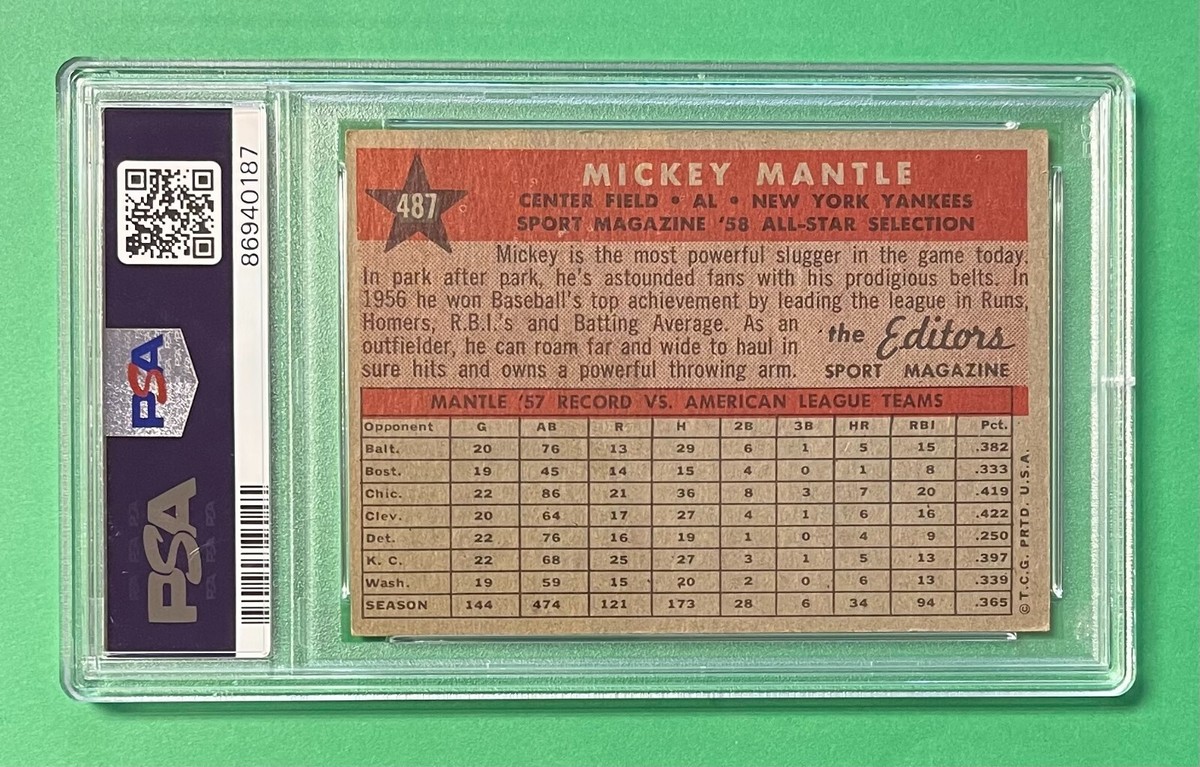 86940187
PSA
PSA
487
MICKEY MANTLE
CENTER FIELD • AL • NEW YORK YANKEES
SPORT MAGAZINE '58 ALL-STAR SELECTION
Mickey is the most powerful slugger in the game today.
In park after park, he's astounded fans with his prodigious belts. In
1956 he won Baseball's top achievement by leading the league in Runs,
Homers, R.B.I.'s and Batting Average. As an
outfielder, he can roam far and wide to haul in
sure hits and owns a powerful throwing arm.
the Editors
SPORT MAGAZINE
MANTLE '57 RECORD VS. AMERICAN LEAGUE TEAMS
Opponent G AB R H 2B 3B HR RBI Pct.
Balt. 20 76 13 29 6 1 5 15 .382
Bost. 19 45 14 15 4 0 1 8 .333
Chic. 22 86 21 36 8 3 7 20 .419
Clev. 20 64 17 27 4 1 6 16 .422
Det. 22 76 16 19 1 0 4 9 .250
K. C. 22 68 25 27 3 1 5 13 .397
Wash. 19 59 15 20 2 0 6 13 .339
SEASON 144 474 121 173 28 6 34 94 .365
© T.C.G. PRTD. U.S.A.